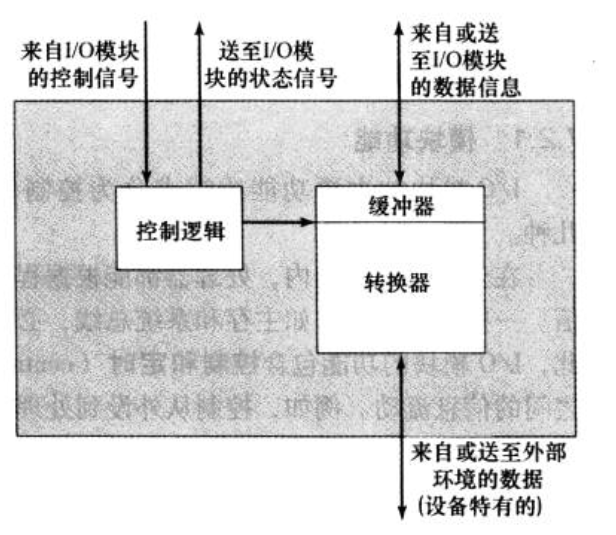 来自I/O模块
的控制信号
送至I/O模
块的状态信号
来自或送
至I/O模块
的数据信息
控制逻辑
缓冲器
转换器
来自或送至外部
环境的数据
(设备特有的)